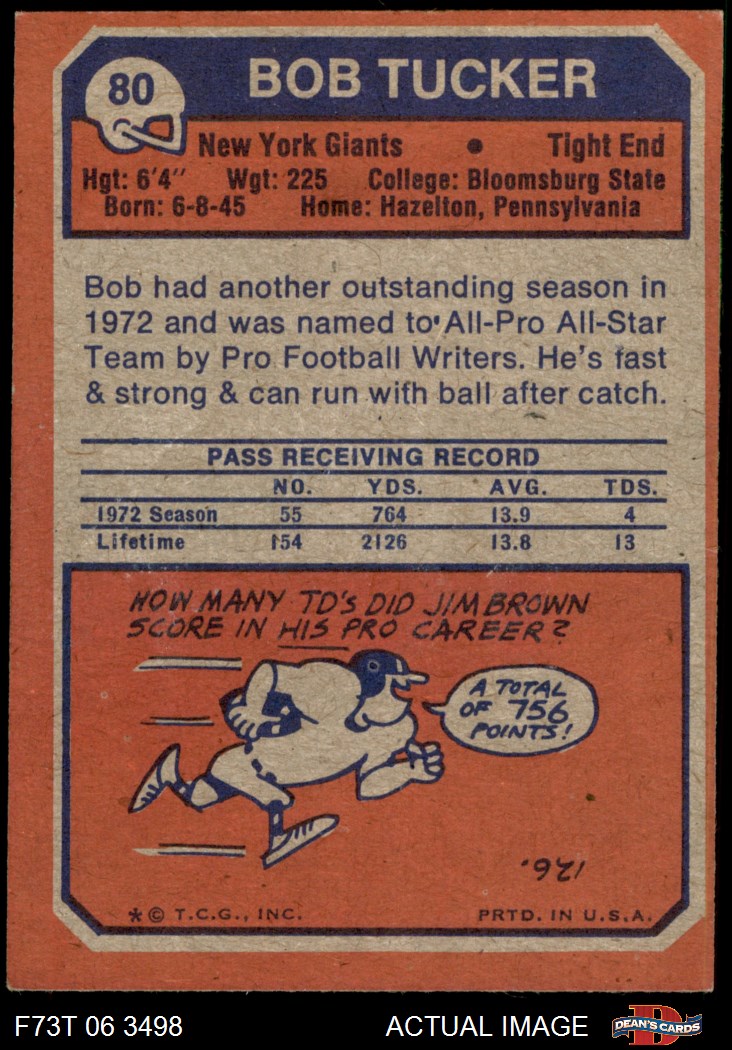 80
BOB TUCKER
New York Giants • Tight End
Hgt: 6'4" Wgt: 225 College: Bloomsburg State
Born: 6-8-45 Home: Hazelton, Pennsylvania
Bob had another outstanding season in
1972 and was named to All-Pro All-Star
Team by Pro Football Writers. He's fast
& strong & can run with ball after catch.
PASS RECEIVING RECORD
NO. YDS. AVG. TDS.
1972 Season 55 764 13.9 4
Lifetime 154 2126 13.8 13
HOW MANY TD'S DID JIM BROWN
SCORE IN HIS PRO CAREER?
A TOTAL
OF 756
POINTS!
126.
* © T.C.G., INC. PRTD. IN U.S.A.
F73T 06 3498 ACTUAL IMAGE
D
DEAN'S CARDS